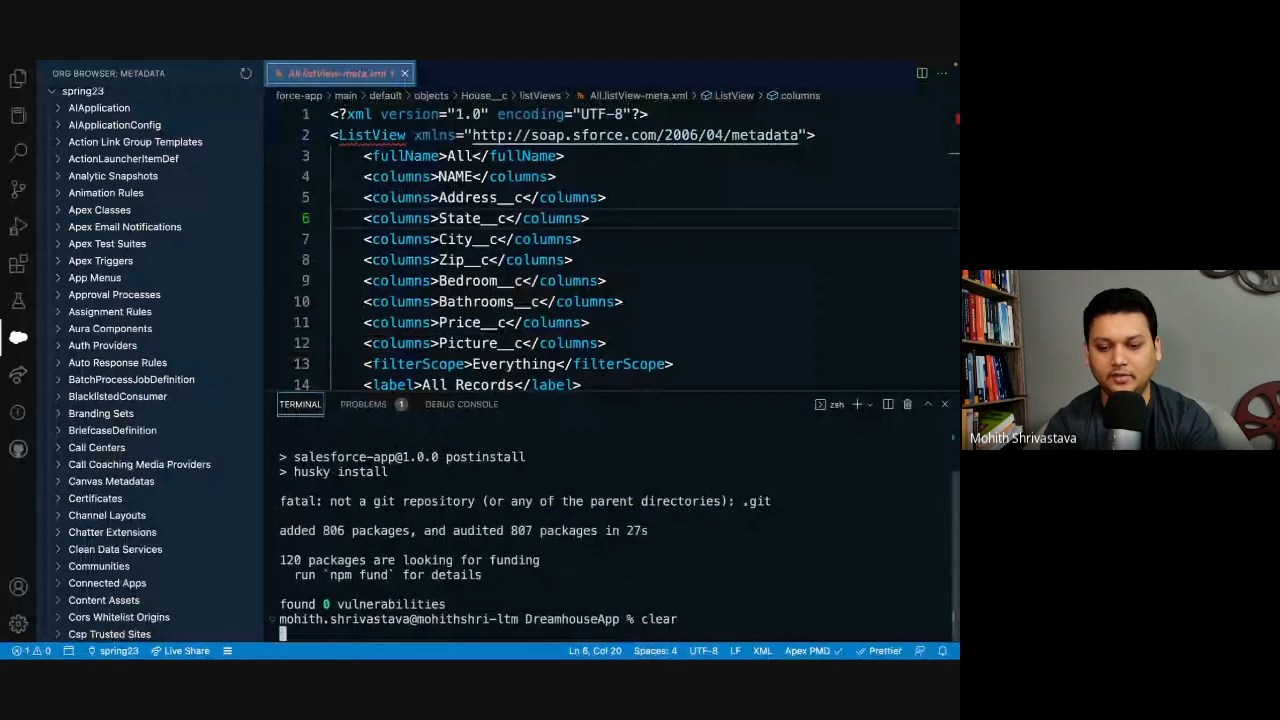 ORG BROWSER: METADATA
spring23
AIApplication
AIApplicationConfig
Action Link Group Templates
ActionLauncherItemDef
Analytic Snapshots
Animation Rules
Apex Classes
Apex Email Notifications
Apex Test Suites
Apex Triggers
App Menus
Approval Processes
Assignment Rules
Aura Components
Auth Providers
Auto Response Rules
BatchProcessJobDefinition
BlacklistedConsumer
Branding Sets
BriefcaseDefinition
Call Centers
Call Coaching Media Providers
Canvas Metadatas
Certificates
Channel Layouts
Chatter Extensions
Clean Data Services
Communities
Connected Apps
Content Assets
Cors Whitelist Origins
Csp Trusted Sites
All.listView-meta.xml 1
force-app > main > default > objects > House__c > listViews > All.listView-meta.xml > ListView > columns
1 <?xml version="1.0" encoding="UTF-8"?>
2 <ListView xmlns="http://soap.sforce.com/2006/04/metadata">
3 <fullName>All</fullName>
4 <columns>NAME</columns>
5 <columns>Address__c</columns>
6 <columns>State__c</columns>
7 <columns>City__c</columns>
8 <columns>Zip__c</columns>
9 <columns>Bedroom__c</columns>
10 <columns>Bathrooms__c</columns>
11 <columns>Price__c</columns>
12 <columns>Picture__c</columns>
13 <filterScope>Everything</filterScope>
14 <label>All Records</label>
TERMINAL PROBLEMS 1 DEBUG CONSOLE zsh
> salesforce-app@1.0.0 postinstall
> husky install
fatal: not a git repository (or any of the parent directories): .git
added 806 packages, and audited 807 packages in 27s
120 packages are looking for funding
run `npm fund` for details
found 0 vulnerabilities
mohith.shrivastava@mohithshri-ltm DreamhouseApp % clear
1 0 spring23 Live Share Ln 6, Col 20 Spaces: 4 UTF-8 LF XML Apex PMD Prettier
Mohith Shrivastava